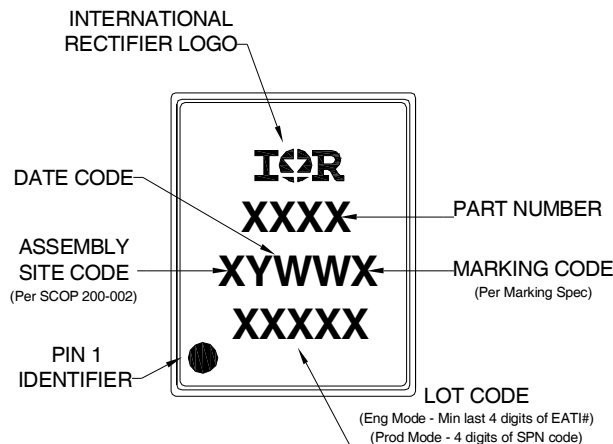 INTERNATIONAL
RECTIFIER LOGO
IOR
DATE CODE
XXXX
PART NUMBER
ASSEMBLY
SITE CODE
(Per SCOP 200-002)
XYWWX
MARKING CODE
(Per Marking Spec)
XXXXX
PIN 1
IDENTIFIER
LOT CODE
(Eng Mode - Min last 4 digits of EATI#)
(Prod Mode - 4 digits of SPN code)